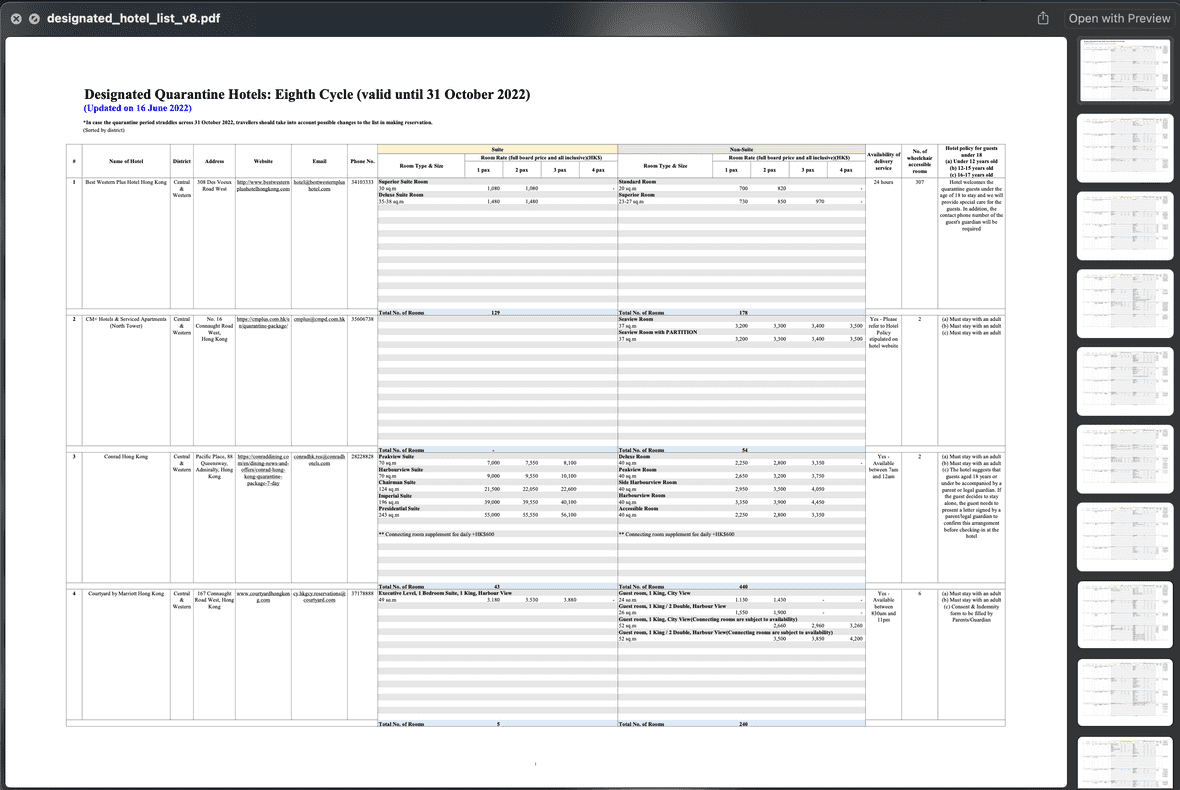 designated_hotel_list_v8.pdf
Open with Preview
Designated Quarantine Hotels: Eighth Cycle (valid until 31 October 2022)
(Updated on 16 June 2022)
*In case the quarantine period straddles across 31 October 2022, travellers should take into account possible changes to the list in making reservation.
(Sorted by district)
# Name of Hotel District Address Website Email Phone No.
Suite
Room Type & Size
Room Rate (full board price and all inclusive)(HK$)
1 pax 2 pax 3 pax 4 pax
Non-Suite
Room Type & Size
Room Rate (full board price and all inclusive)(HK$)
1 pax 2 pax 3 pax 4 pax
Availability of
delivery
service
No. of
wheelchair
accessible
rooms
Hotel policy for guests
under 18
(a) Under 12 years old
(b) 12-15 years old
(c) 16-17 years old
1
Best Western Plus Hotel Hong Kong
Central
&
Western
308 Des Voeux
Road West
http://www.bestwestern
plushotelhongkong.com
hotel@bestwesternplus
hotel.com
34103333
Superior Suite Room
30 sq.m 1,080 1,080 -
Deluxe Suite Room
35-38 sq.m 1,480 1,480
Total No. of Rooms 129
Standard Room
20 sq.m 700 820 -
Superior Room
23-27 sq.m 730 850 970 -
Total No. of Rooms 178
24 hours
307
Hotel welcomes the
quarantine guests under the
age of 18 to stay and we will
provide special care for the
guests. In addition, the
contact phone number of the
guest's guardian will be
required
2
CM+ Hotels & Serviced Apartments
(North Tower)
Central
&
Western
No. 16
Connaught Road
West,
Hong Kong
https://cmplus.com.hk/e
n/quarantine-package/
cmplus@cmpd.com.hk
35606738
Total No. of Rooms -
Seaview Room
37 sq.m 3,200 3,300 3,400 3,500
Seaview Room with PARTITION
37 sq.m 3,200 3,300 3,400 3,500
Total No. of Rooms 54
Yes - Please
refer to Hotel
Policy
stipulated on
hotel website
2
(a) Must stay with an adult
(b) Must stay with an adult
(c) Must stay with an adult
3
Conrad Hong Kong
Central
&
Western
Pacific Place, 88
Queensway,
Admiralty, Hong
Kong
https://conraddining.co
m/en/dining-news-and-
offers/conrad-hong-
kong-quarantine-
package-7-day
conradhk.res@conradh
otels.com
28228828
Peakview Suite
70 sq.m 7,000 7,550 8,100
Harbourview Suite
70 sq.m 9,000 9,550 10,100
Chairman Suite
124 sq.m 21,500 22,050 22,600
Imperial Suite
196 sq.m 39,000 39,550 40,100
Presidential Suite
243 sq.m 55,000 55,550 56,100
** Connecting room supplement fee daily +HK$600
Total No. of Rooms 43
Deluxe Room
40 sq.m 2,250 2,800 3,350 -
Peakview Room
40 sq.m 2,650 3,200 3,750
Side Harbourview Room
40 sq.m 2,950 3,500 4,050
Harbourview Room
40 sq.m 3,350 3,900 4,450
Accessible Room
40 sq.m 2,250 2,800 3,350
** Connecting room supplement fee daily +HK$600
Total No. of Rooms 440
Yes -
Available
between 7am
and 12am
2
(a) Must stay with an adult
(b) Must stay with an adult
(c) The hotel suggests that
guests aged 18 years or
under be accompanied by a
parent or legal guardian. If
the guest decides to stay
alone, the guest needs to
present a letter signed by a
parent/legal guardian to
confirm this arrangement
before checking-in at the
hotel
4
Courtyard by Marriott Hong Kong
Central
&
Western
167 Connaught
Road West, Hong
Kong
www.courtyardhongkon
g.com
cy.hkgcy.reservations@
courtyard.com
37178888
Executive Level, 1 Bedroom Suite, 1 King, Harbour View
49 sq.m 3,180 3,530 3,880 -
Total No. of Rooms 5
Guest room, 1 King, City View
24 sq.m 1,130 1,430 - -
Guest room, 1 King / 2 Double, Harbour View
26 sq.m 1,550 1,900 - -
Guest room, 1 King, City View(Connecting rooms are subject to availability)
52 sq.m 2,660 2,960 3,260
Guest room, 1 King / 2 Double, Harbour View(Connecting rooms are subject to availability)
52 sq.m 3,500 3,850 4,200
Total No. of Rooms 240
Yes -
Available
between
830am and
11pm
6
(a) Must stay with an adult
(b) Must stay with an adult
(c) Consent & Indemnity
form to be filled by
Parents/Guardian
1